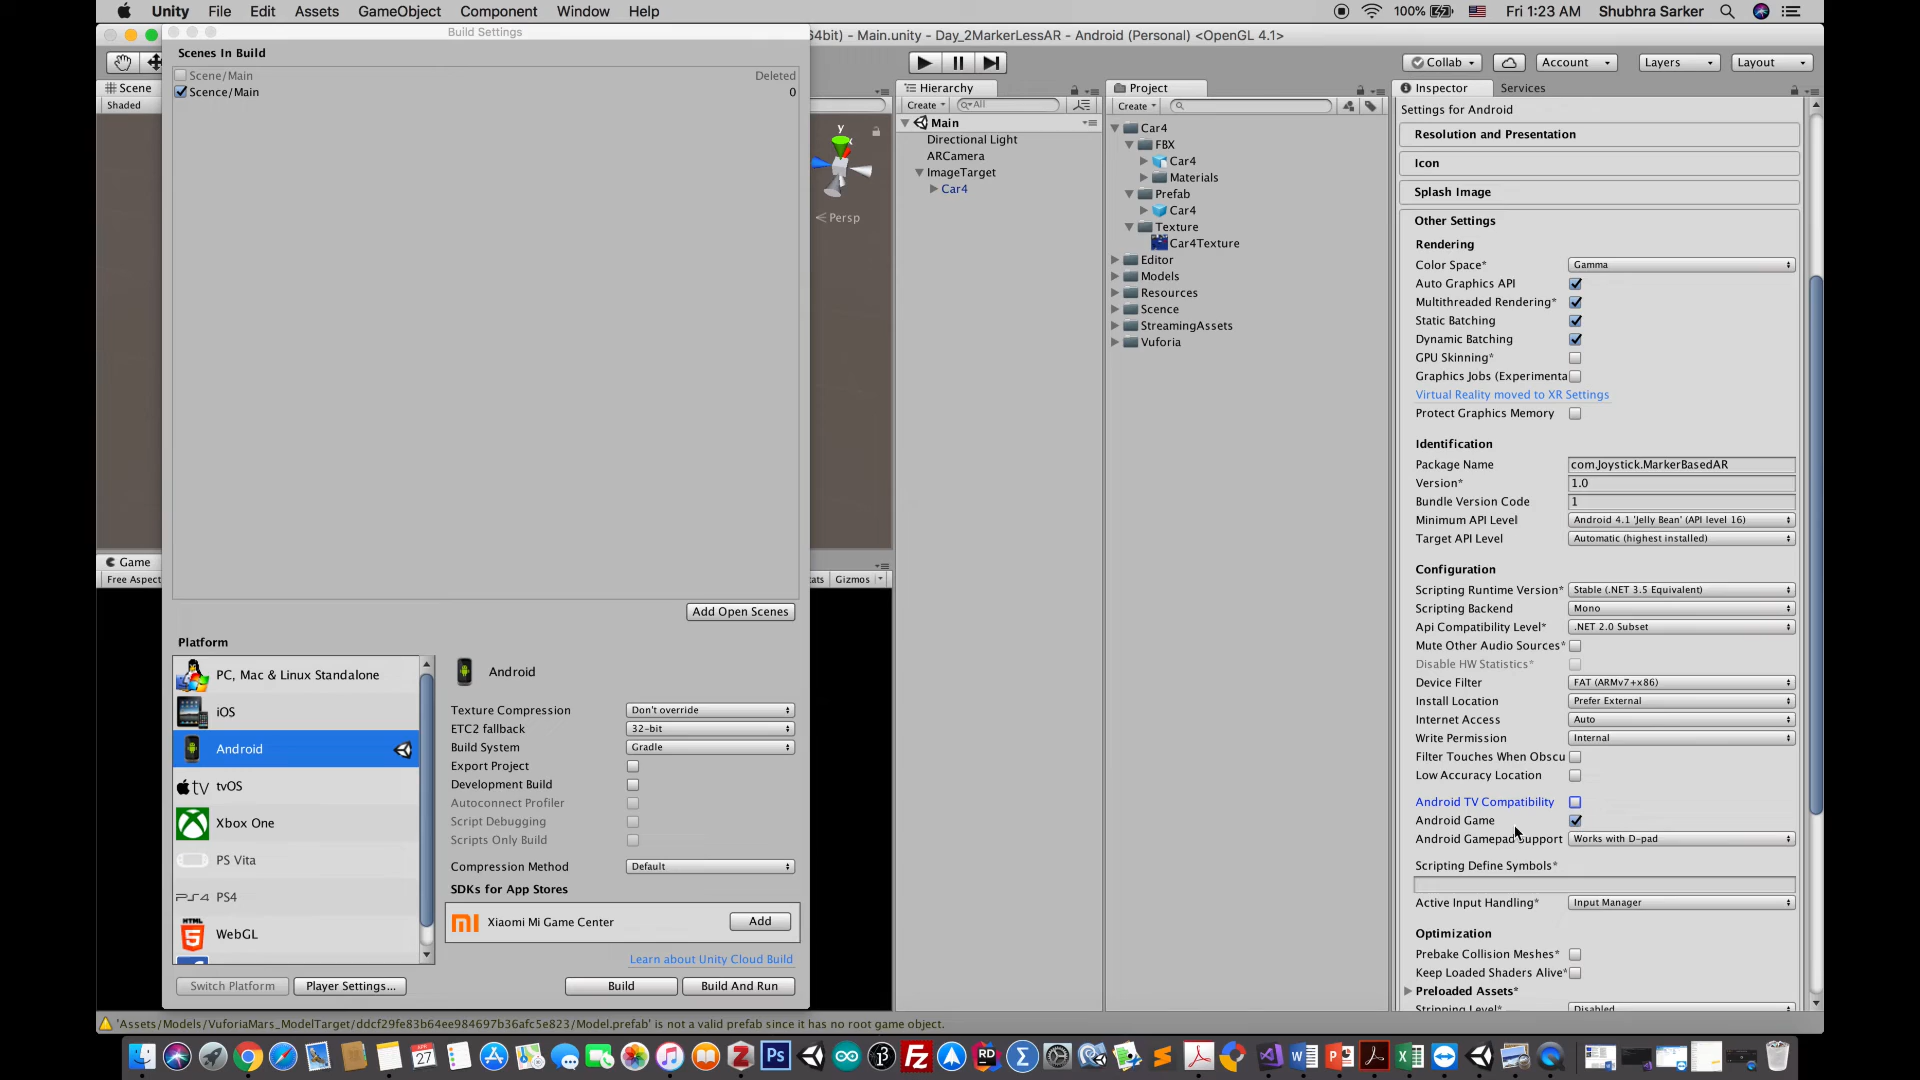 Unity File Edit Assets GameObject Component Window Help
100% Fri 1:23 AM Shubhra Sarker
Build Settings
64bit) - Main.unity - Day_2MarkerLessAR - Android (Personal) <OpenGL 4.1>
Scenes In Build
Scene/Main Deleted
Scence/Main 0
Scene
Shaded
y
Persp
Game
Free Aspect
Gizmos
Collab Account Layers Layout
Hierarchy
Create All
Main
Directional Light
ARCamera
ImageTarget
Car4
Project
Create
Car4
FBX
Car4
Materials
Prefab
Car4
Texture
Car4Texture
Editor
Models
Resources
Scence
StreamingAssets
Vuforia
Inspector Services
Settings for Android
Resolution and Presentation
Icon
Splash Image
Other Settings
Rendering
Color Space* Gamma
Auto Graphics API
Multithreaded Rendering*
Static Batching
Dynamic Batching
GPU Skinning*
Graphics Jobs (Experimenta
Virtual Reality moved to XR Settings
Protect Graphics Memory
Identification
Package Name com.Joystick.MarkerBasedAR
Version* 1.0
Bundle Version Code 1
Minimum API Level Android 4.1 'Jelly Bean' (API level 16)
Target API Level Automatic (highest installed)
Configuration
Scripting Runtime Version* Stable (.NET 3.5 Equivalent)
Scripting Backend Mono
Api Compatibility Level* .NET 2.0 Subset
Mute Other Audio Sources*
Disable HW Statistics*
Device Filter FAT (ARMv7+x86)
Install Location Prefer External
Internet Access Auto
Write Permission Internal
Filter Touches When Obscu
Low Accuracy Location
Android TV Compatibility
Android Game
Android Gamepad Support Works with D-pad
Scripting Define Symbols*
Active Input Handling* Input Manager
Optimization
Prebake Collision Meshes*
Keep Loaded Shaders Alive*
Preloaded Assets*
Stripping Level* Disabled
Add Open Scenes
Platform
PC, Mac & Linux Standalone
iOS
Android
tvOS
Xbox One
PS Vita
PS4
WebGL
Android
Texture Compression Don't override
ETC2 fallback 32-bit
Build System Gradle
Export Project
Development Build
Autoconnect Profiler
Script Debugging
Scripts Only Build
Compression Method Default
SDKs for App Stores
Xiaomi Mi Game Center Add
Learn about Unity Cloud Build
Switch Platform Player Settings... Build Build And Run
'Assets/Models/VuforiaMars_ModelTarget/ddcf29fe83b64ee984697b36afc5e823/Model.prefab' is not a valid prefab since it has no root game object.